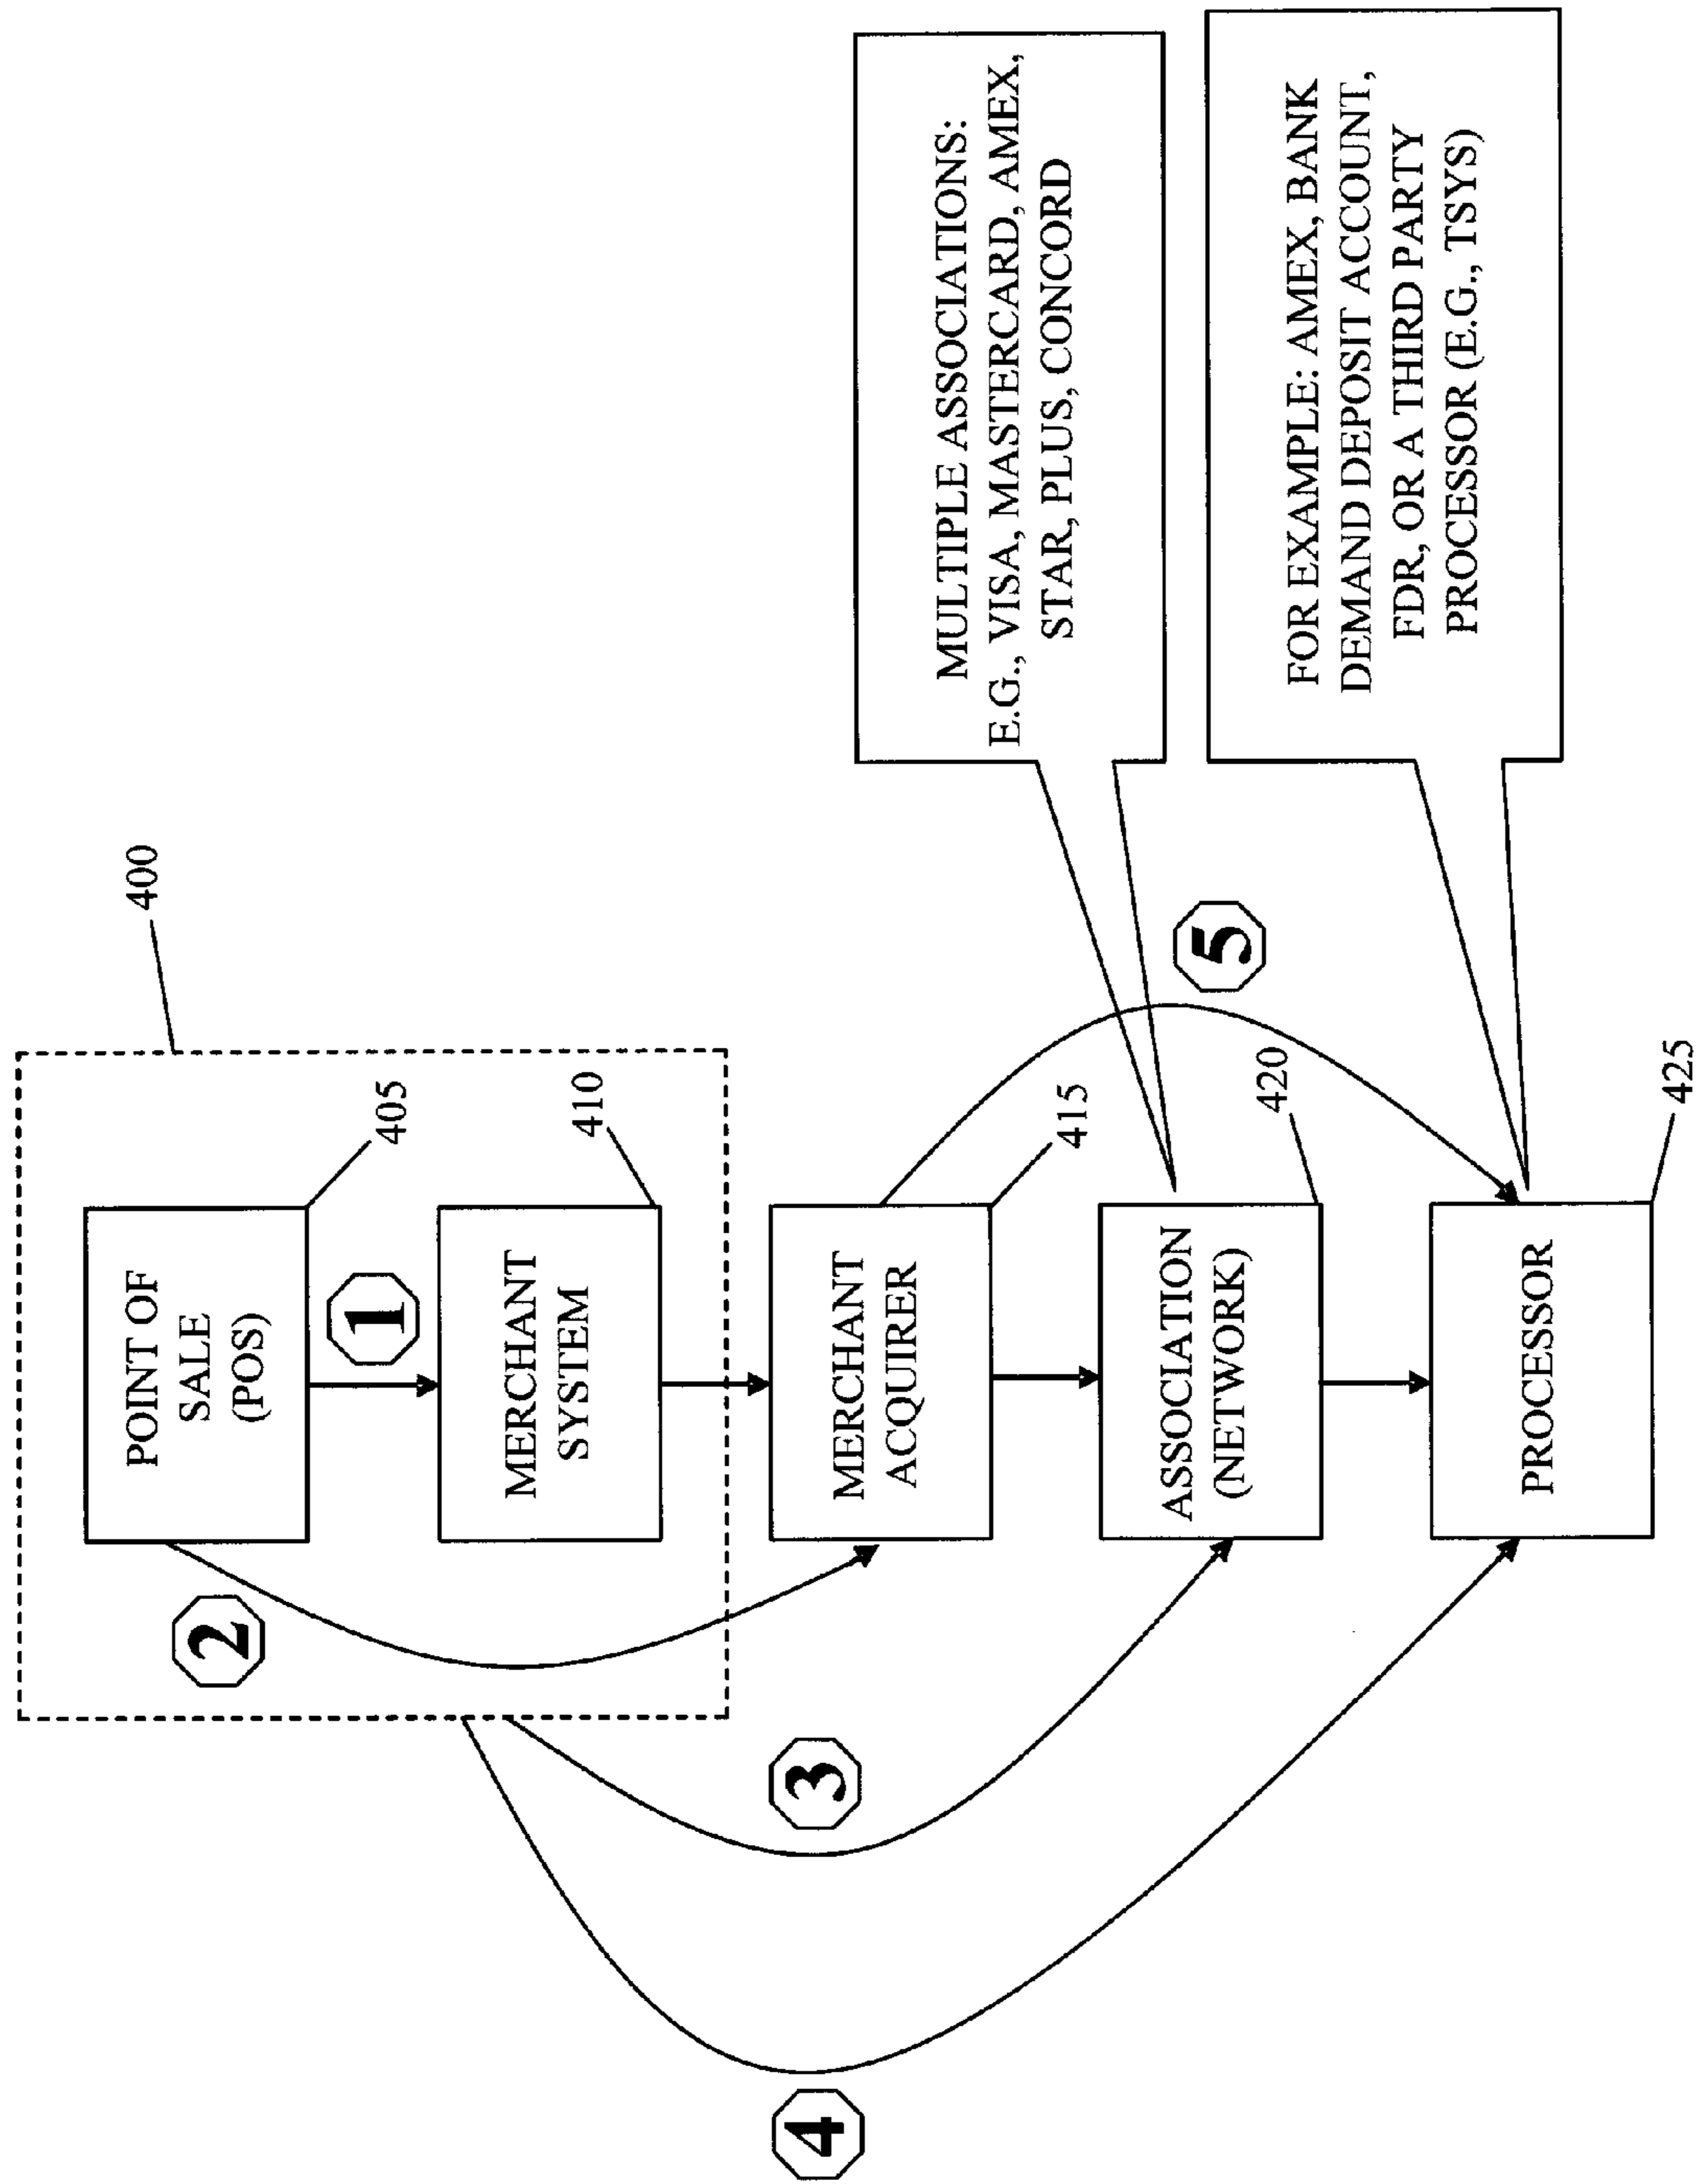 400
POINT OF
SALE
(POS)
405
1
2
MERCHANT
SYSTEM
410
MERCHANT
ACQUIRER
415
3
4
ASSOCIATION
(NETWORK)
420
5
PROCESSOR
425
MULTIPLE ASSOCIATIONS:
E.G., VISA, MASTERCARD, AMEX,
STAR, PLUS, CONCORD
FOR EXAMPLE: AMEX, BANK
DEMAND DEPOSIT ACCOUNT,
FDR, OR A THIRD PARTY
PROCESSOR (E.G., TSYS)